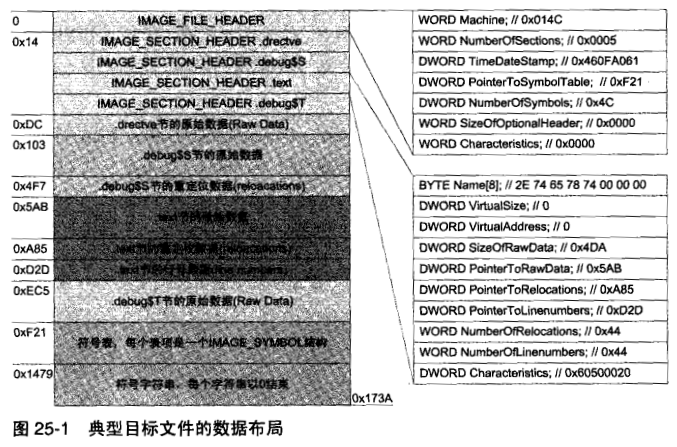 0
IMAGE_FILE_HEADER
0x14
IMAGE_SECTION_HEADER .drectve
IMAGE_SECTION_HEADER .debug$S
IMAGE_SECTION_HEADER .text
IMAGE_SECTION_HEADER .debug$T
0xDC
.drectve节的原始数据(Raw Data)
0x103
.debug$S节的原始数据
0x4F7
.debug$S节的重定位数据(relocacations)
0x5AB
.text节的原始数据
0xA85
.text节的重定位数据(relocacations)
0xD2D
.text节的行号数据(line numbers)
0xEC5
.debug$T节的原始数据(Raw Data)
0xF21
符号表，每个表项是一个IMAGE_SYMBOL结构
0x1479
符号字符串，每个字符串以0结束
0x173A
WORD Machine; // 0x014C
WORD NumberOfSections; // 0x0005
DWORD TimeDateStamp; // 0x460FA061
DWORD PointerToSymbolTable; // 0xF21
DWORD NumberOfSymbols; // 0x4C
WORD SizeOfOptionalHeader; // 0x0000
WORD Characteristics; // 0x0000
BYTE Name[8]; // 2E 74 65 78 74 00 00 00
DWORD VirtualSize; // 0
DWORD VirtualAddress; // 0
DWORD SizeOfRawData; // 0x4DA
DWORD PointerToRawData; // 0x5AB
DWORD PointerToRelocations; // 0xA85
DWORD PointerToLinenumbers; // 0xD2D
WORD NumberOfRelocations; // 0x44
WORD NumberOfLinenumbers; // 0x44
DWORD Characteristics; // 0x60500020
图 25-1 典型目标文件的数据布局